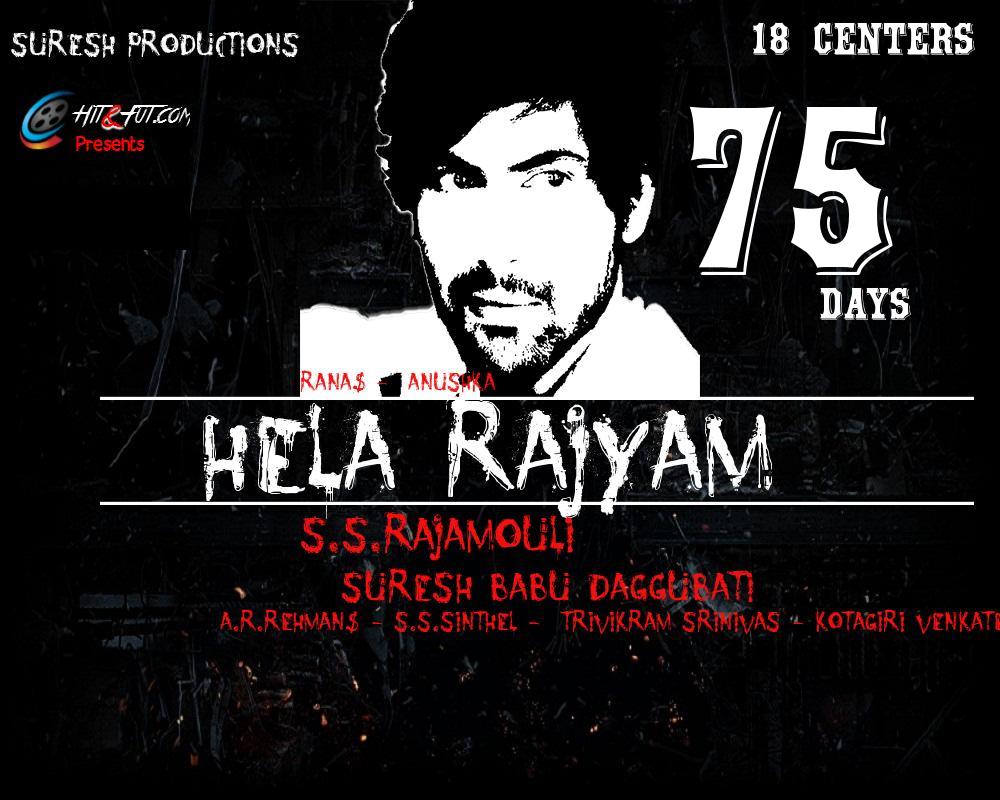 SURESH PRODUCTIONS
18 CENTERS
HIT&FUT.COM
Presents
75
DAYS
RANA$ - ANUSHKA
HELA RAJYAM
S.S.RAJAMOULI
SURESH BABU DAGGUBATI
A.R.REHMAN$ - S.S.SINTHEL - TRIVIKRAM SRINIVAS - KOTAGIRI VENKATE